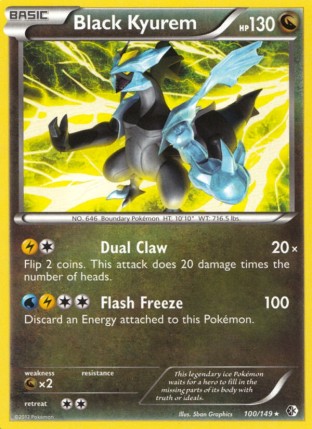 BASIC
Black Kyurem
HP 130
NO. 646 Boundary Pokémon HT: 10'10" WT: 716.5 lbs.
Dual Claw 20×
Flip 2 coins. This attack does 20 damage times the
number of heads.
Flash Freeze 100
Discard an Energy attached to this Pokémon.
weakness resistance
×2
retreat
This legendary ice Pokémon
waits for a hero to fill in the
missing parts of its body with
truth or ideals.
Illus. 5ban Graphics 100/149 ★
©2012 Pokémon